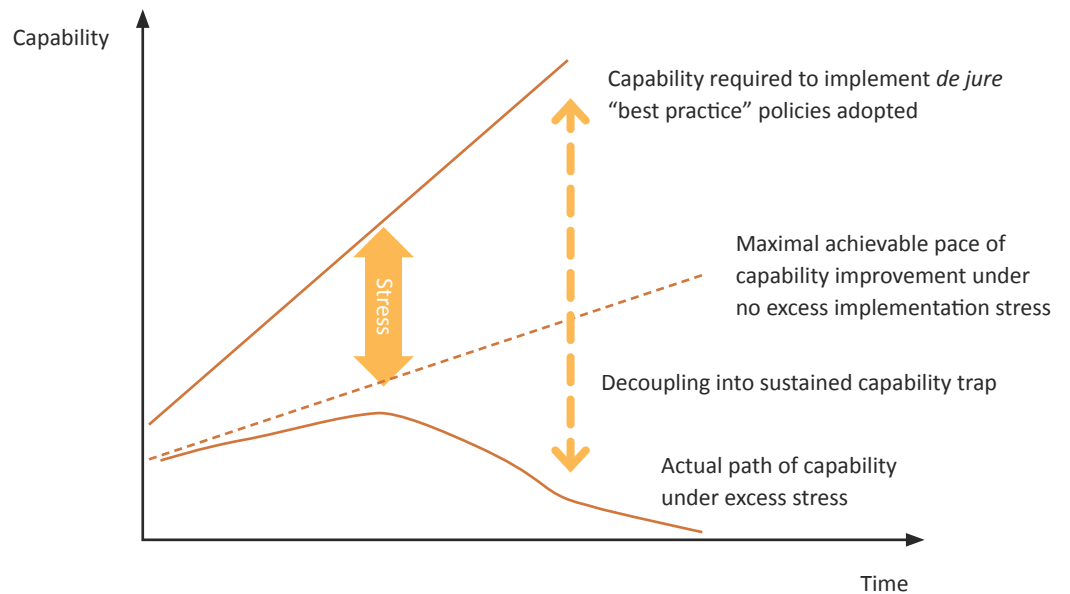 Capability
Capability required to implement de jure
“best practice” policies adopted
Stress
Maximal achievable pace of
capability improvement under
no excess implementation stress
Decoupling into sustained capability trap
Actual path of capability
under excess stress
Time